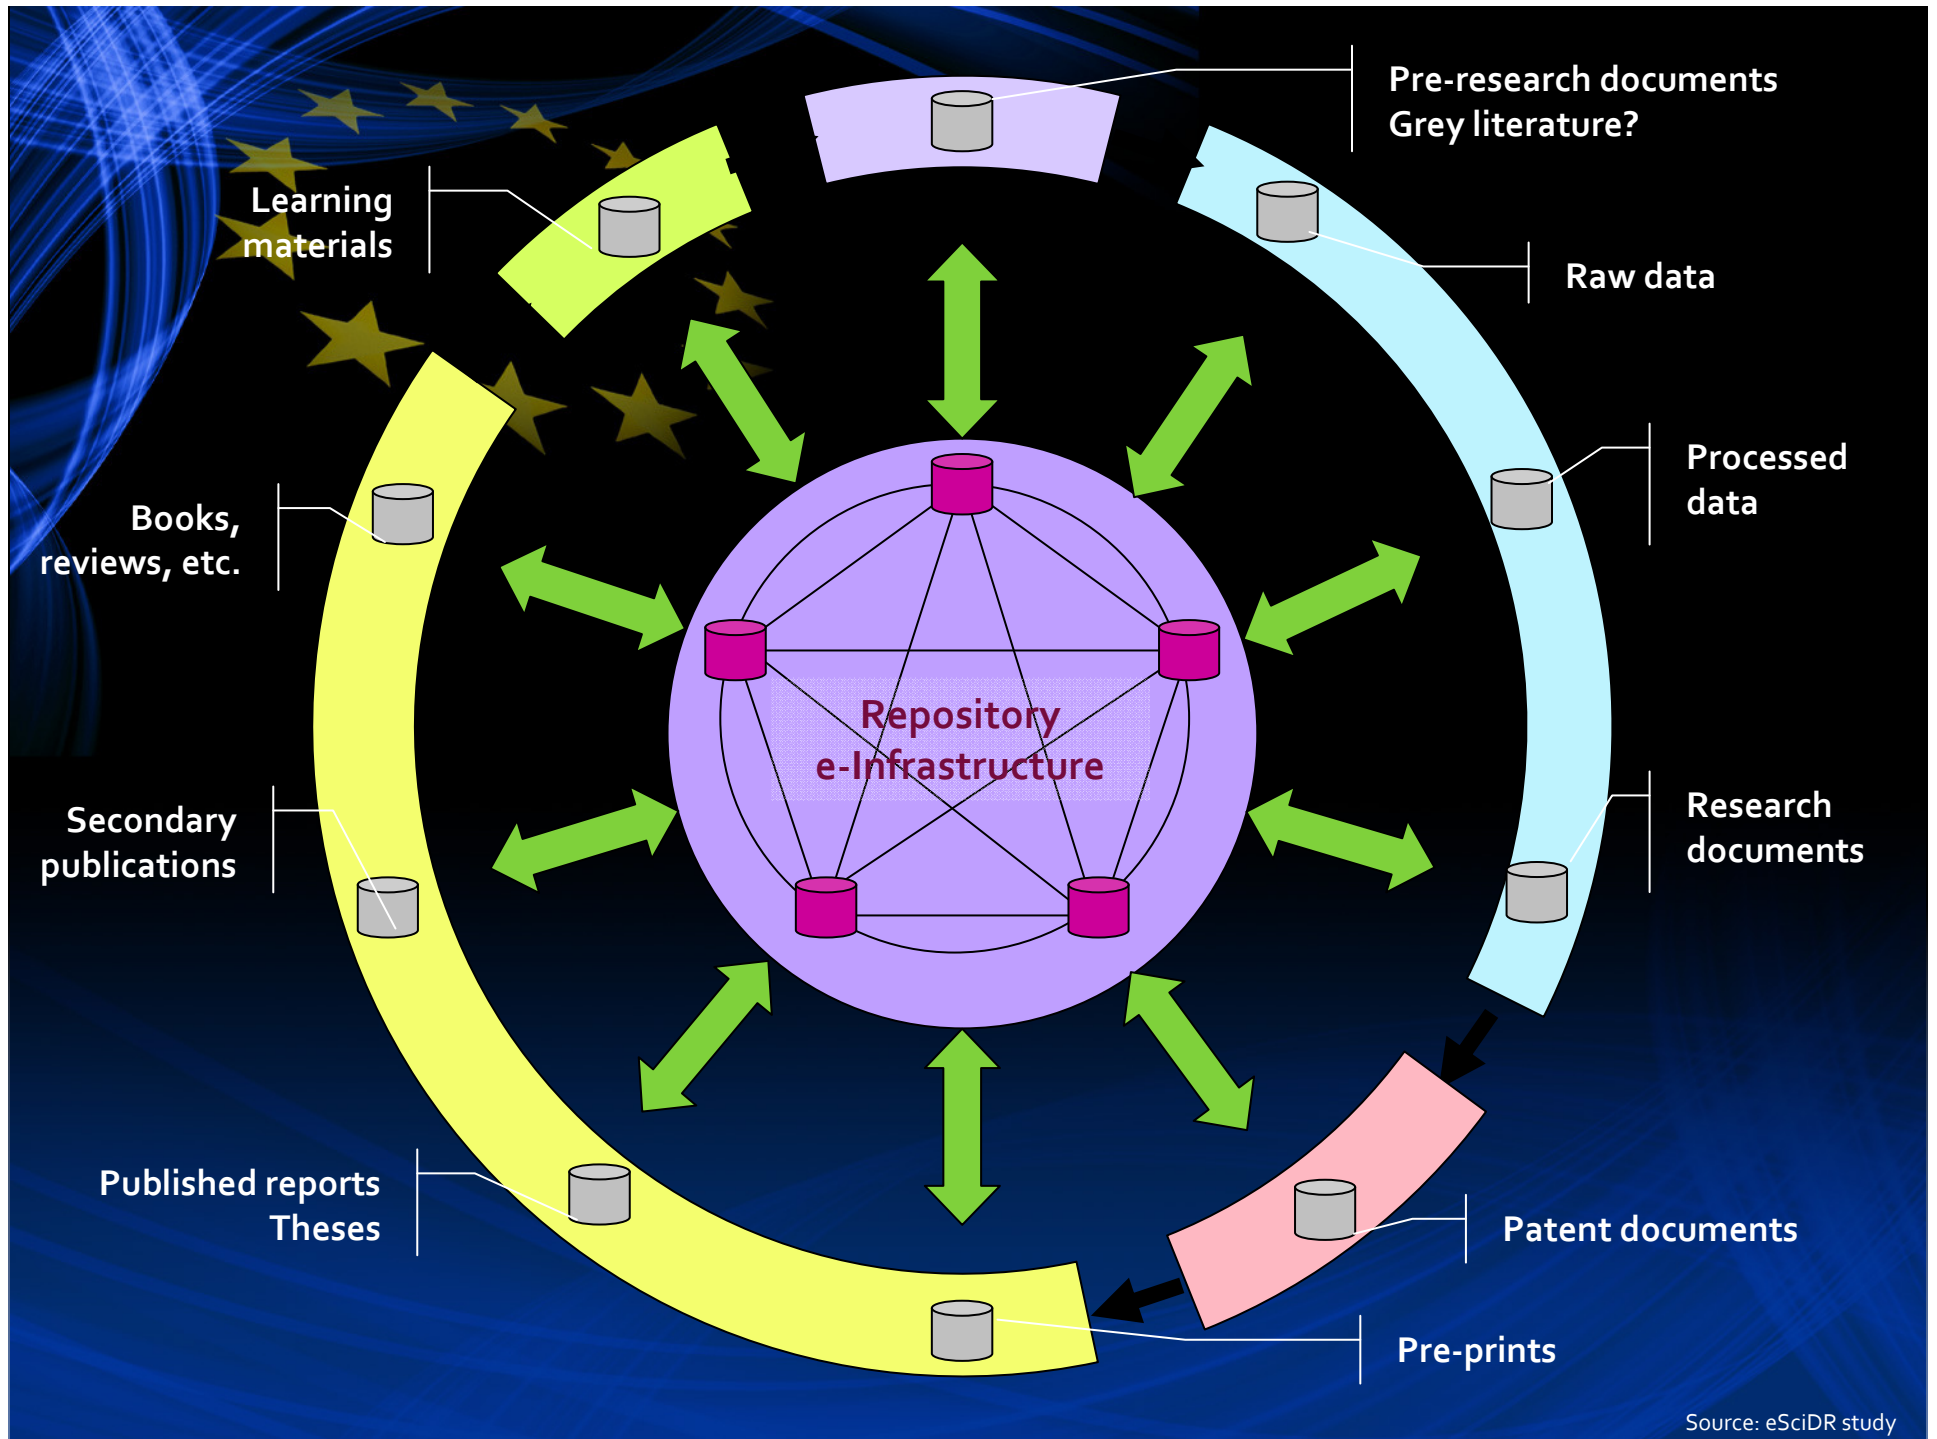 Pre-research documents
Grey literature?
Learning
materials
Raw data
Processed
data
Books,
reviews, etc.
Repository
e-Infrastructure
Research
documents
Secondary
publications
Published reports
Theses
Patent documents
Pre-prints
Source: eSciDR study